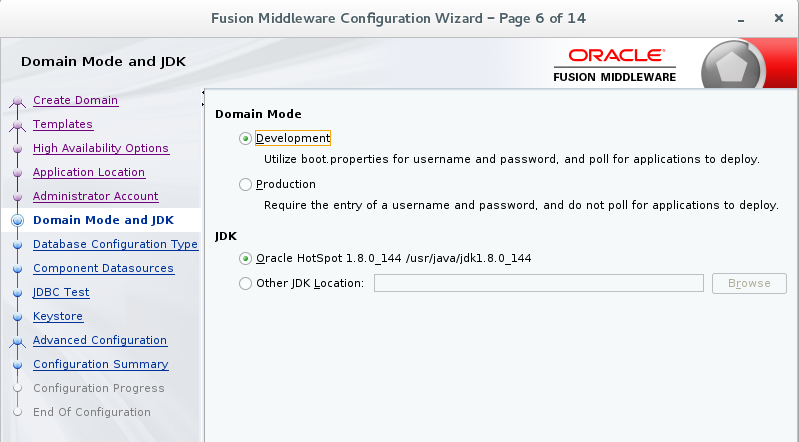 Fusion Middleware Configuration Wizard – Page 6 of 14
Domain Mode and JDK
ORACLE
FUSION MIDDLEWARE
Create Domain
Templates
High Availability Options
Application Location
Administrator Account
Domain Mode and JDK
Database Configuration Type
Component Datasources
JDBC Test
Keystore
Advanced Configuration
Configuration Summary
Configuration Progress
End Of Configuration
Domain Mode
Development
Utilize boot.properties for username and password, and poll for applications to deploy.
Production
Require the entry of a username and password, and do not poll for applications to deploy.
JDK
Oracle HotSpot 1.8.0_144 /usr/java/jdk1.8.0_144
Other JDK Location:
Browse